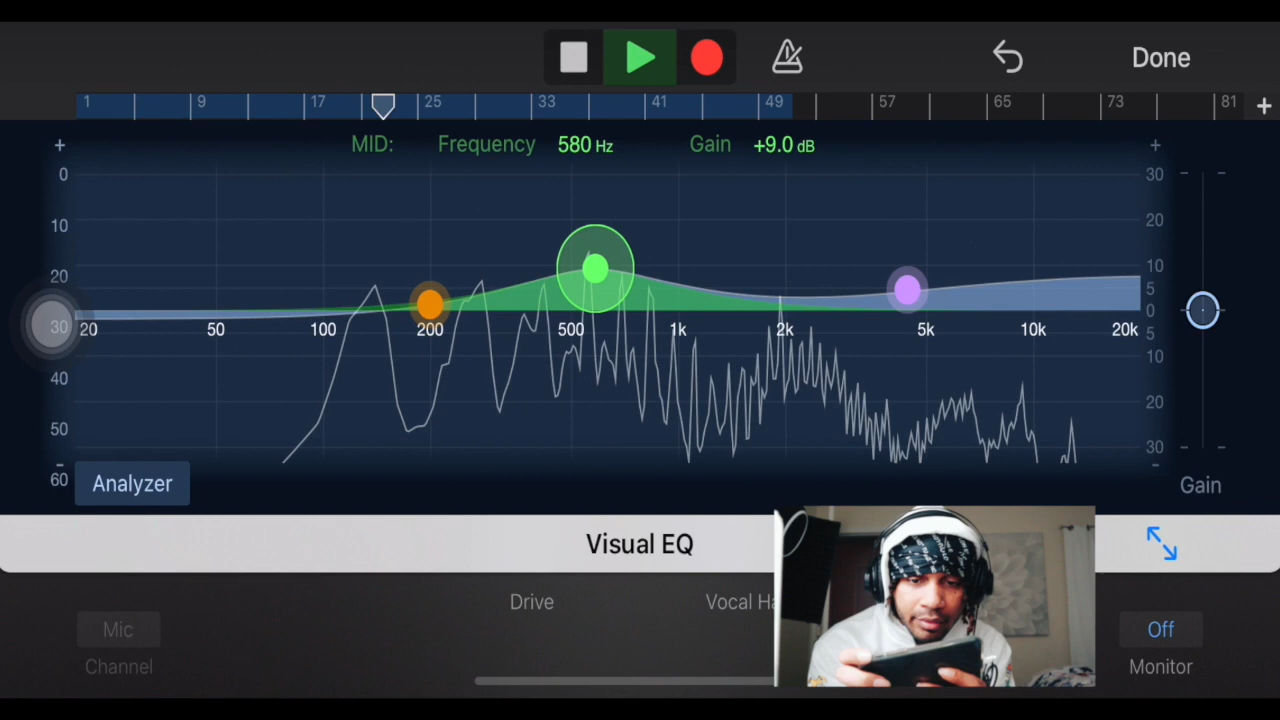 Done
1 9 17 25 33 41 49 57 65 73 81 +
MID: Frequency 580 Hz Gain +9.0 dB
+ +
0 30
10 20
20 10
5
0
30 20 50 100 200 500 1k 2k 5k 10k 20k 5
40 10
50 20
30
- -
60 Analyzer Gain
Visual EQ
Drive Vocal Ha
Mic Off
Channel Monitor